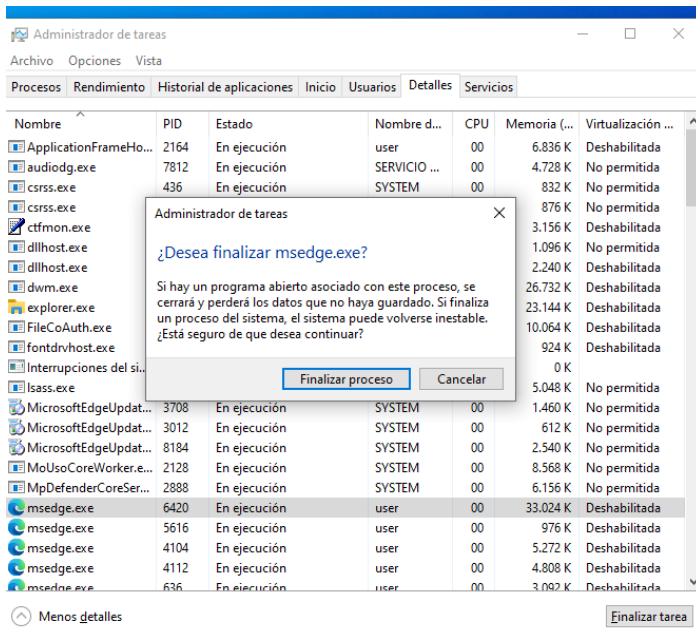 Administrador de tareas
Archivo Opciones Vista
Procesos Rendimiento Historial de aplicaciones Inicio Usuarios Detalles Servicios
Nombre PID Estado Nombre d... CPU Memoria (... Virtualización ...
ApplicationFrameHo... 2164 En ejecución user 00 6.836 K Deshabilitada
audiodg.exe 7812 En ejecución SERVICIO ... 00 4.728 K No permitida
csrss.exe 436 En ejecución SYSTEM 00 832 K No permitida
csrss.exe 876 K No permitida
ctfmon.exe 3.156 K Deshabilitada
dllhost.exe 1.096 K No permitida
dllhost.exe 2.240 K Deshabilitada
dwm.exe 26.732 K Deshabilitada
explorer.exe 23.144 K Deshabilitada
FileCoAuth.exe 10.064 K Deshabilitada
fontdrvhost.exe 924 K Deshabilitada
Interrupciones del si... 0 K
lsass.exe 5.048 K No permitida
Administrador de tareas
¿Desea finalizar msedge.exe?
Si hay un programa abierto asociado con este proceso, se
cerrará y perderá los datos que no haya guardado. Si finaliza
un proceso del sistema, el sistema puede volverse inestable.
¿Está seguro de que desea continuar?
Finalizar proceso Cancelar
MicrosoftEdgeUpdat... 3708 En ejecución SYSTEM 00 1.460 K No permitida
MicrosoftEdgeUpdat... 3012 En ejecución SYSTEM 00 612 K No permitida
MicrosoftEdgeUpdat... 8184 En ejecución SYSTEM 00 2.540 K No permitida
MoUsoCoreWorker.e... 2128 En ejecución SYSTEM 00 8.568 K No permitida
MpDefenderCoreSer... 2888 En ejecución SYSTEM 00 6.156 K No permitida
msedge.exe 6420 En ejecución user 00 33.024 K Deshabilitada
msedge.exe 5616 En ejecución user 00 976 K Deshabilitada
msedge.exe 4104 En ejecución user 00 5.272 K Deshabilitada
msedge.exe 4112 En ejecución user 00 4.808 K Deshabilitada
msedge.exe 636 En ejecución user 00 3.092 K Deshabilitada
Menos detalles Finalizar tarea